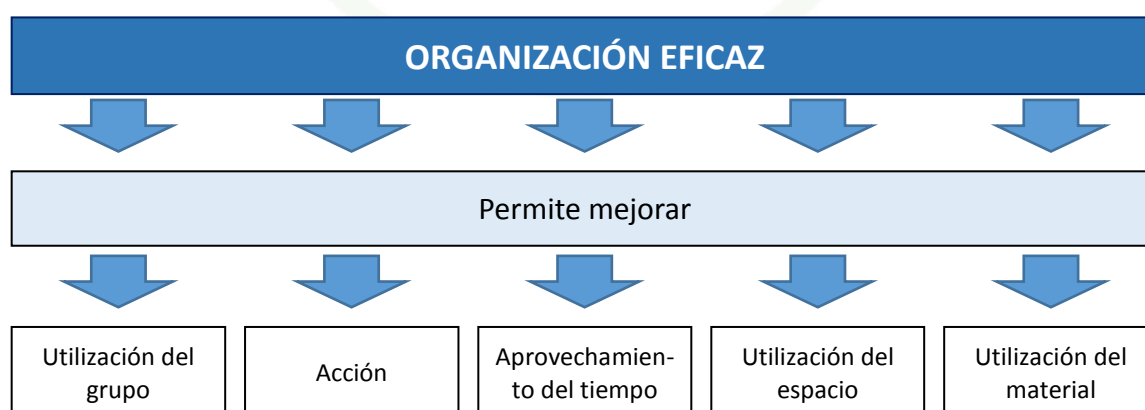 ORGANIZACIÓN EFICAZ
Permite mejorar
Utilización del
grupo
Acción
Aprovechamien-
to del tiempo
Utilización del
espacio
Utilización del
material